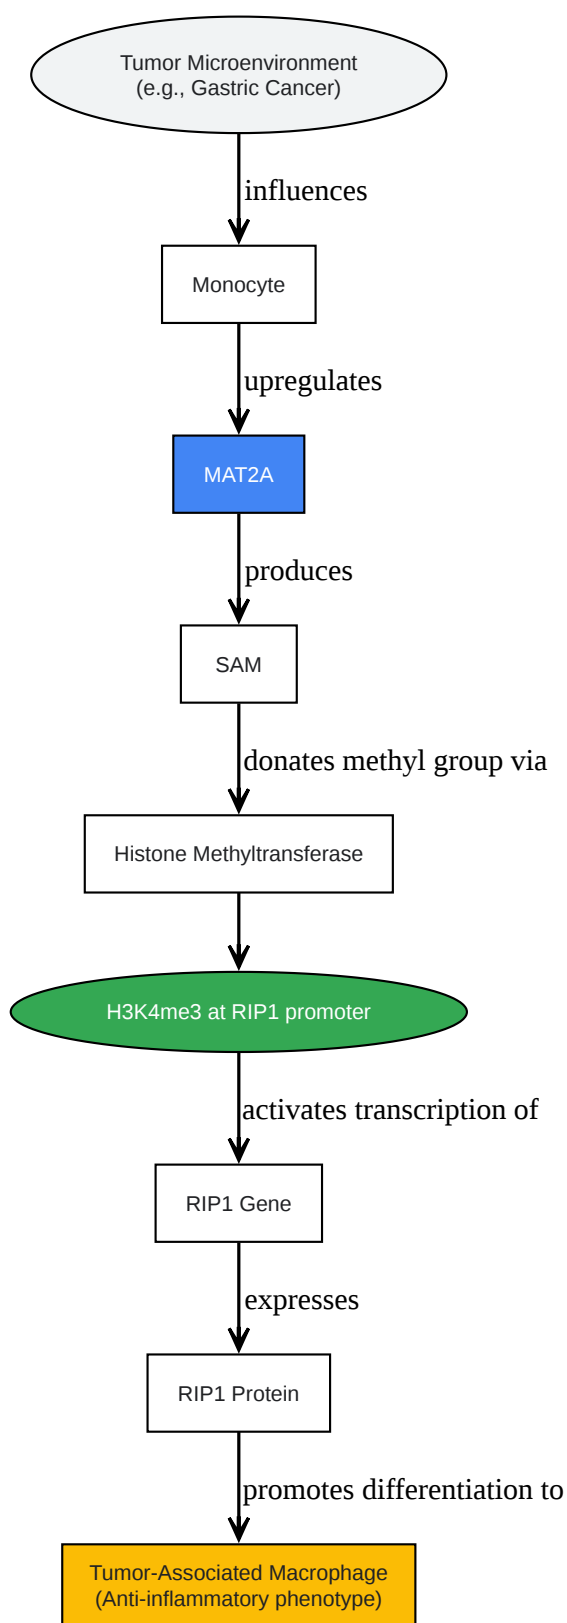 Tumor Microenvironment
(e.g., Gastric Cancer)
influences
Monocyte
upregulates
MAT2A
produces
SAM
donates methyl group via
Histone Methyltransferase
H3K4me3 at RIP1 promoter
activates transcription of
RIP1 Gene
expresses
RIP1 Protein
promotes differentiation to
Tumor-Associated Macrophage
(Anti-inflammatory phenotype)